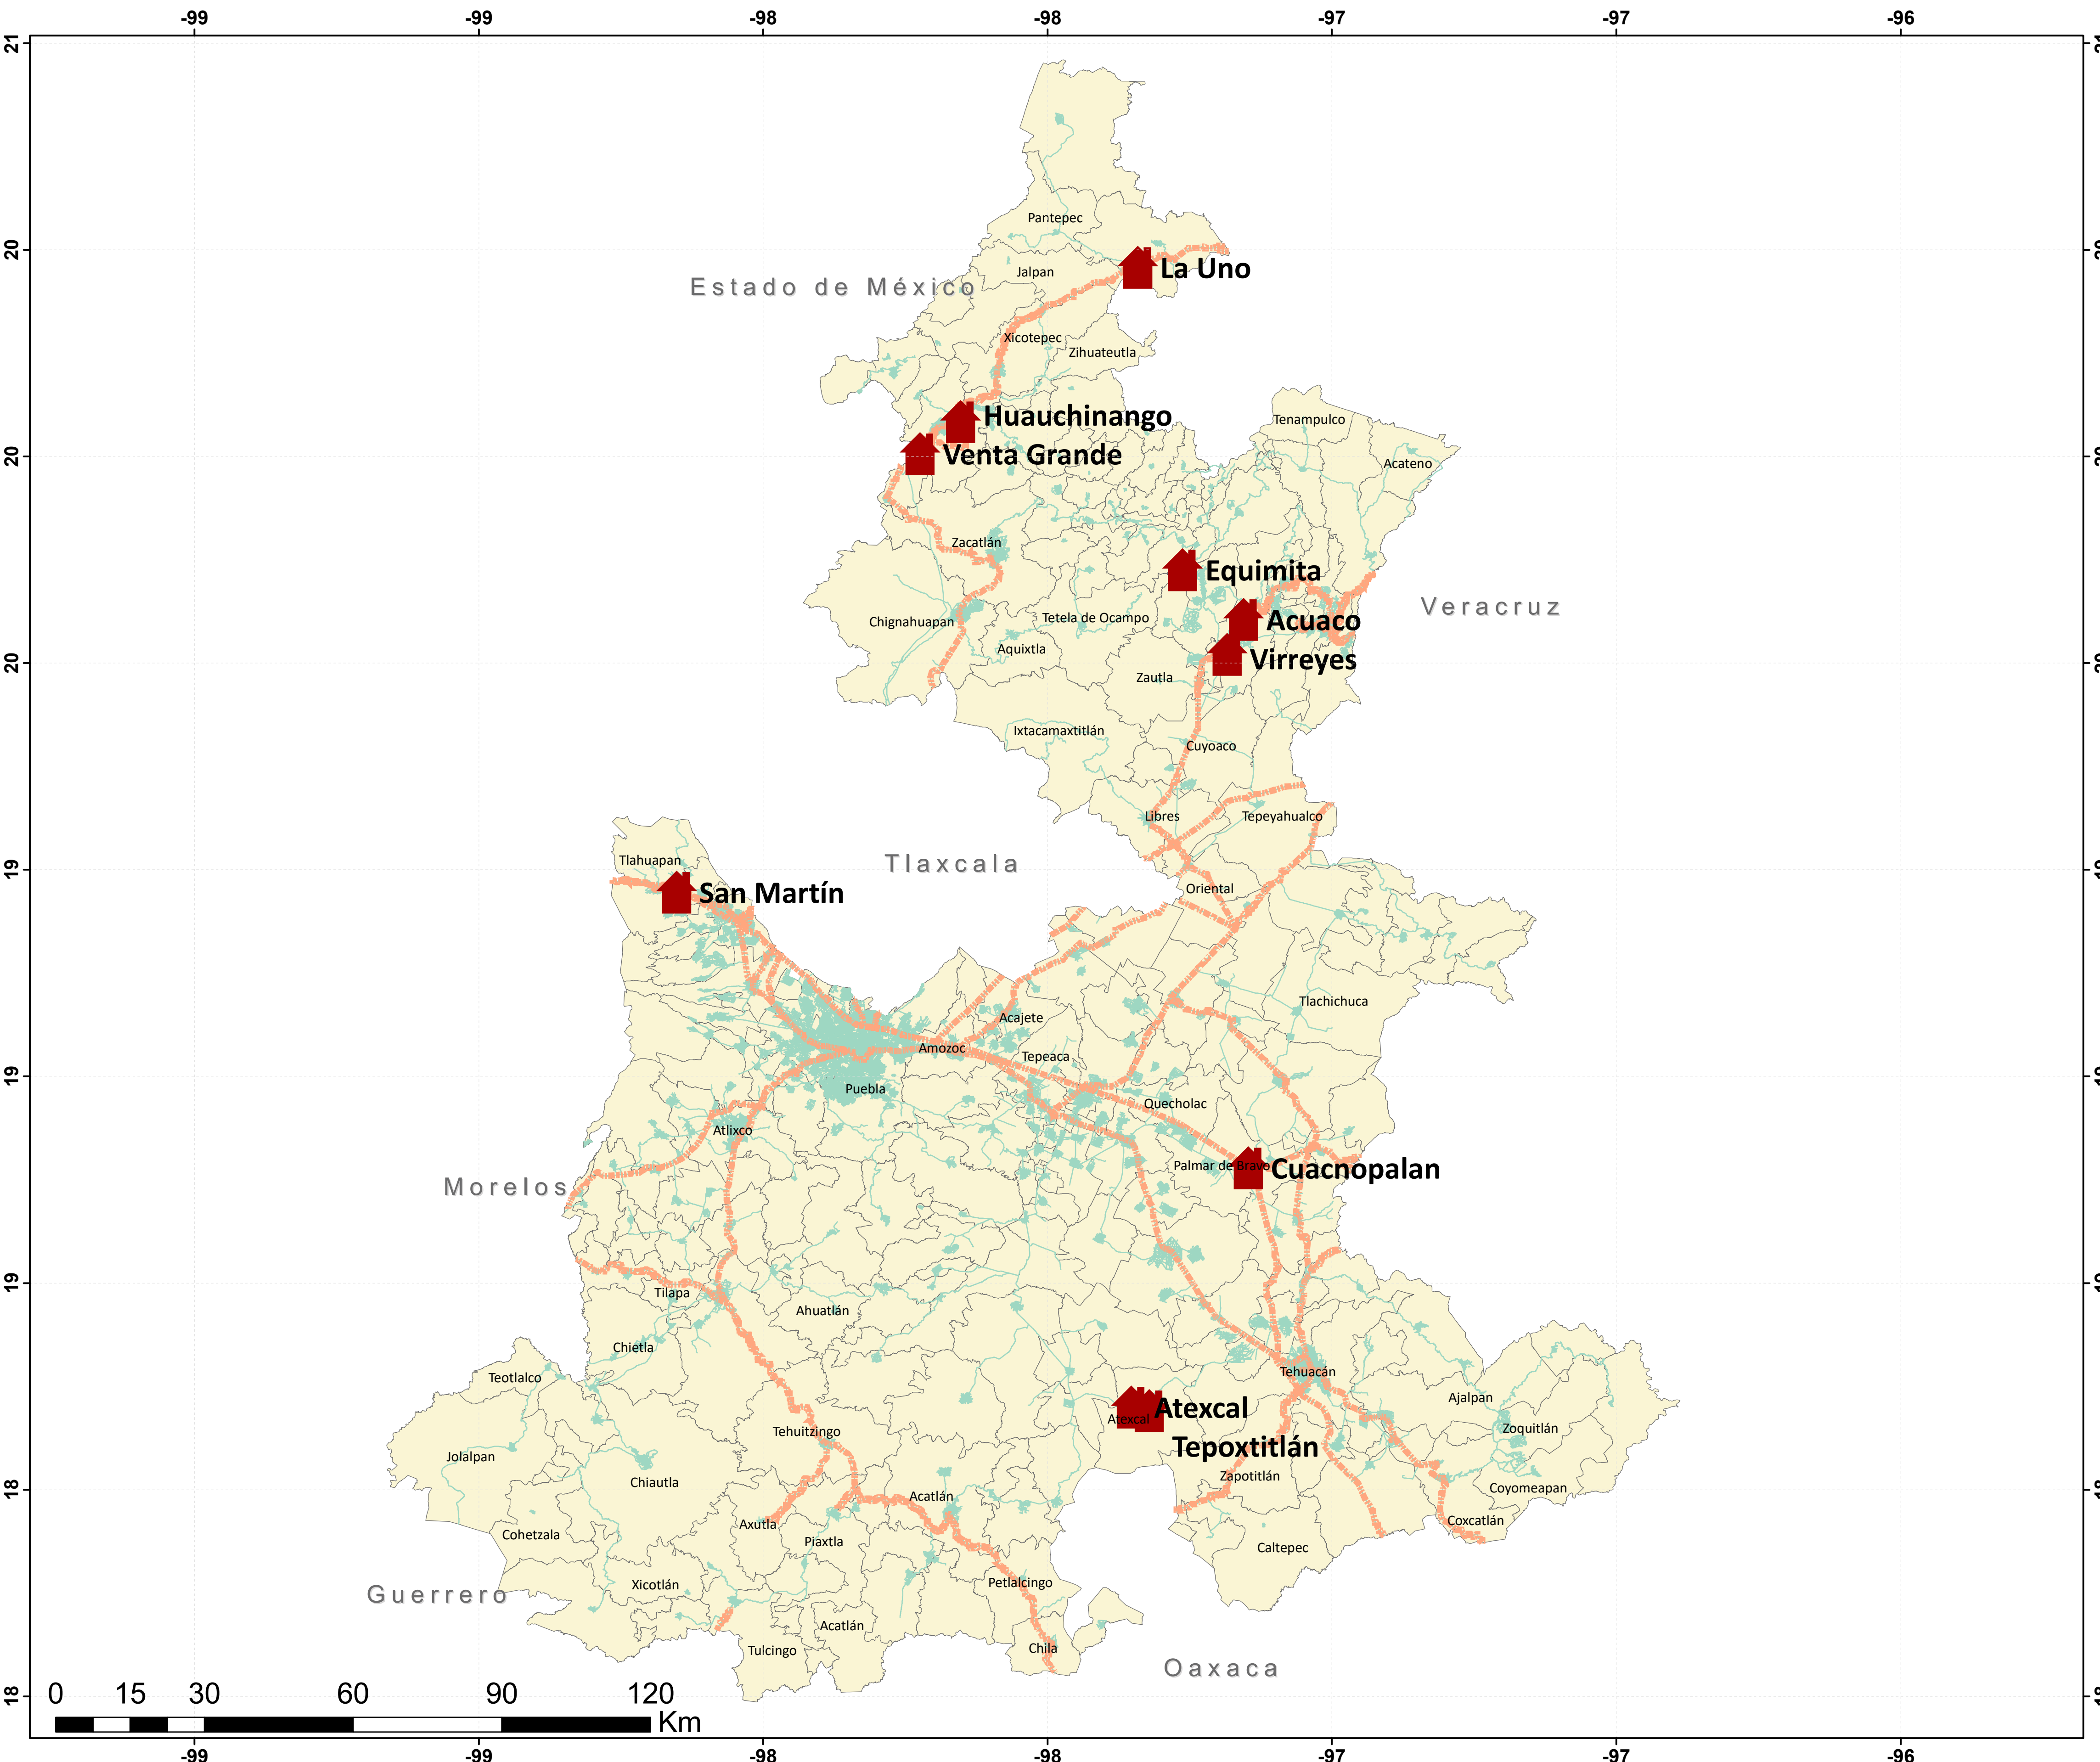 -99 -99 -98 -98 -97 -97 -96
21
Pantepec
20
La Uno
Jalpan
Estado de México
Xicotepec
Zihuateutla
Huauchinango
Tenampulco
Venta Grande
20
Acateno
Zacatlán
Equimita
Veracruz
Tetela de Ocampo
Acuaco
Chignahuapan
Aquixtla
Virreyes
20
Zautla
Ixtacamaxtitlán
Cuyoaco
Libres
Tepeyahualco
Tlahuapan
Tlaxcala
19
Oriental
San Martín
Tlachichuca
Acajete
Amozoc
Tepeaca
19
Puebla
Quecholac
Atlixco
Palmar de Bravo
Cuacnopalan
Morelos
19
Tilapa
Ahuatlán
Chietla
Tehuacán
Teotlalco
Ajalpan
Atexcal
Atexcal
Zoquitlán
Tehuitzingo
Tepoxtitlán
Jolalpan
Zapotitlán
Chiautla
18
Coyomeapan
Acatlán
Coxcatlán
Axutla
Cohetzala
Piaxtla
Caltepec
Petlalcingo
Xicotlán
Guerrero
Acatlán
Chila
Tulcingo
Oaxaca
18
0 15 30 60 90 120
Km
-99 -99 -98 -98 -97 -97 -96